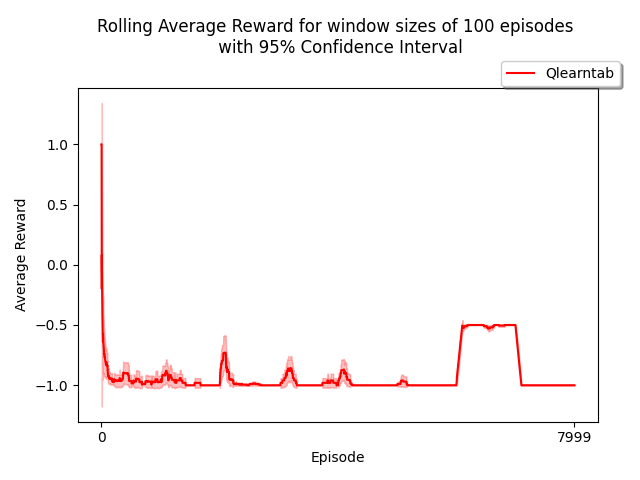 Rolling Average Reward for window sizes of 100 episodes
with 95% Confidence Interval
Qlearntab
1.0
0.5
0.0
−0.5
−1.0
Average Reward
0
7999
Episode